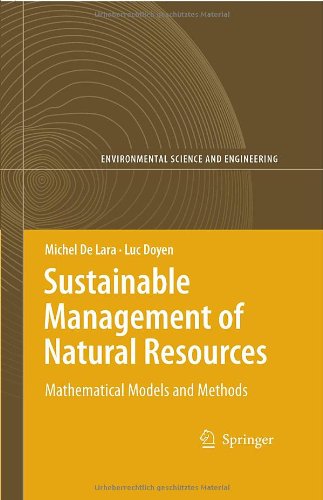 Urheberrechtlich geschütztes Material
ENVIRONMENTAL SCIENCE AND ENGINEERING
Michel De Lara · Luc Doyen
Sustainable
Management of
Natural Resources
Mathematical Models and Methods
Springer
Urheberrechtlich geschütztes Material